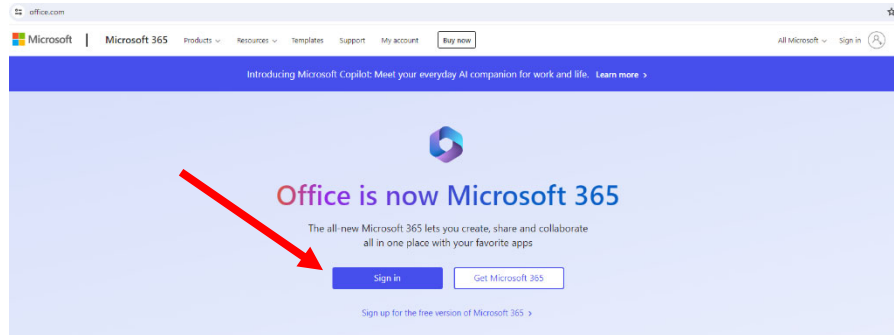 office.com
Microsoft | Microsoft 365 Products Resources Templates Support My account Buy now All Microsoft Sign in
Introducing Microsoft Copilot: Meet your everyday AI companion for work and life. Learn more >
Office is now Microsoft 365
The all-new Microsoft 365 lets you create, share and collaborate
all in one place with your favorite apps
Sign in Get Microsoft 365
Sign up for the free version of Microsoft 365 >